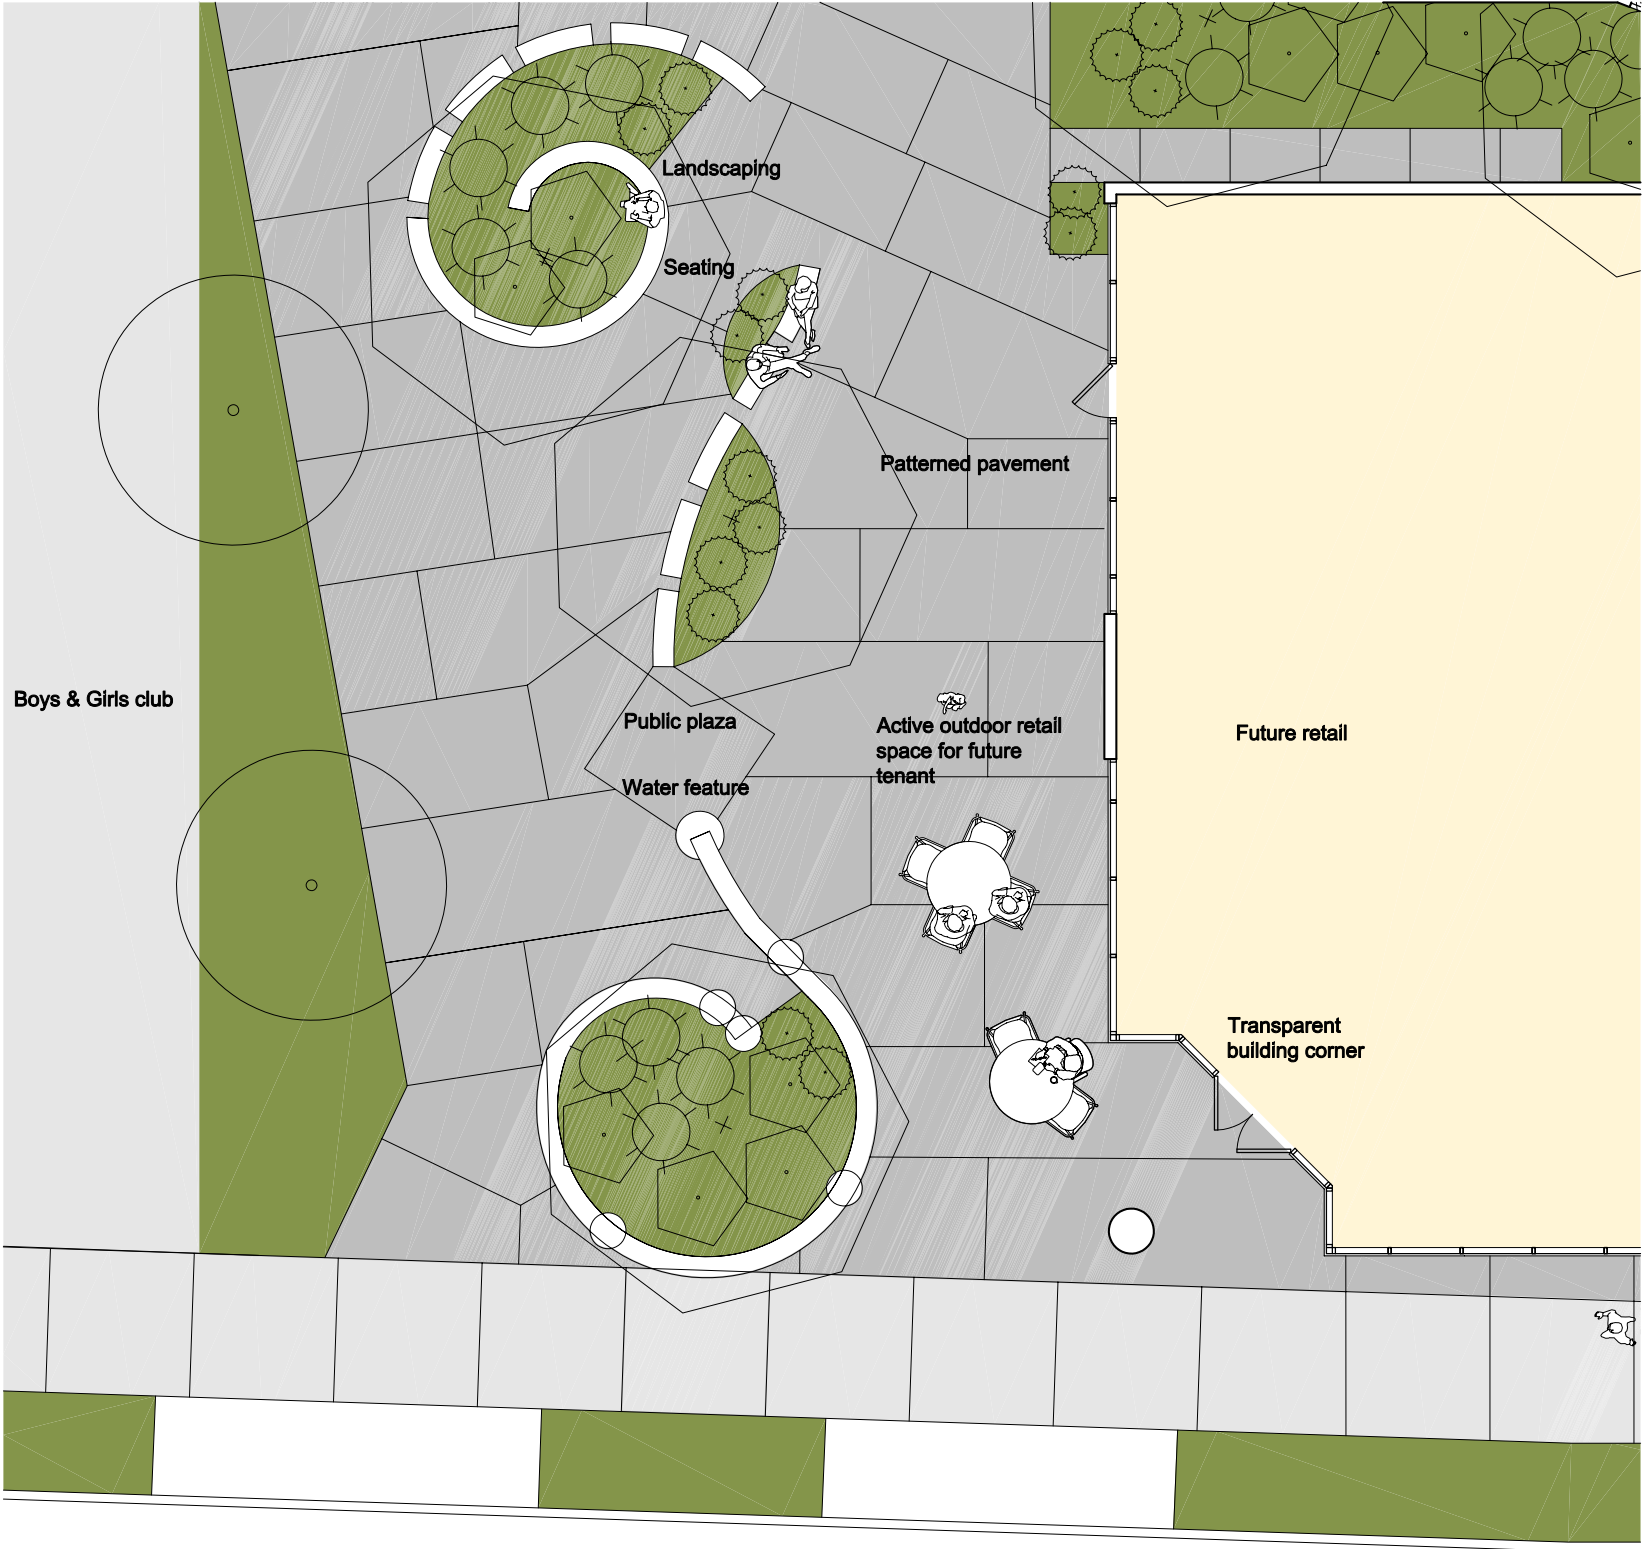 Landscaping
Seating
Patterned pavement
Boys & Girls club
Public plaza
Active outdoor retail
space for future
tenant
Future retail
Water feature
Transparent
building corner